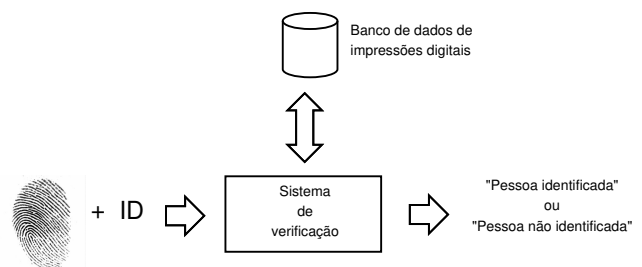 Banco de dados de
impressões digitais
+ ID
Sistema
de
verificação
"Pessoa identificada"
ou
"Pessoa não identificada"